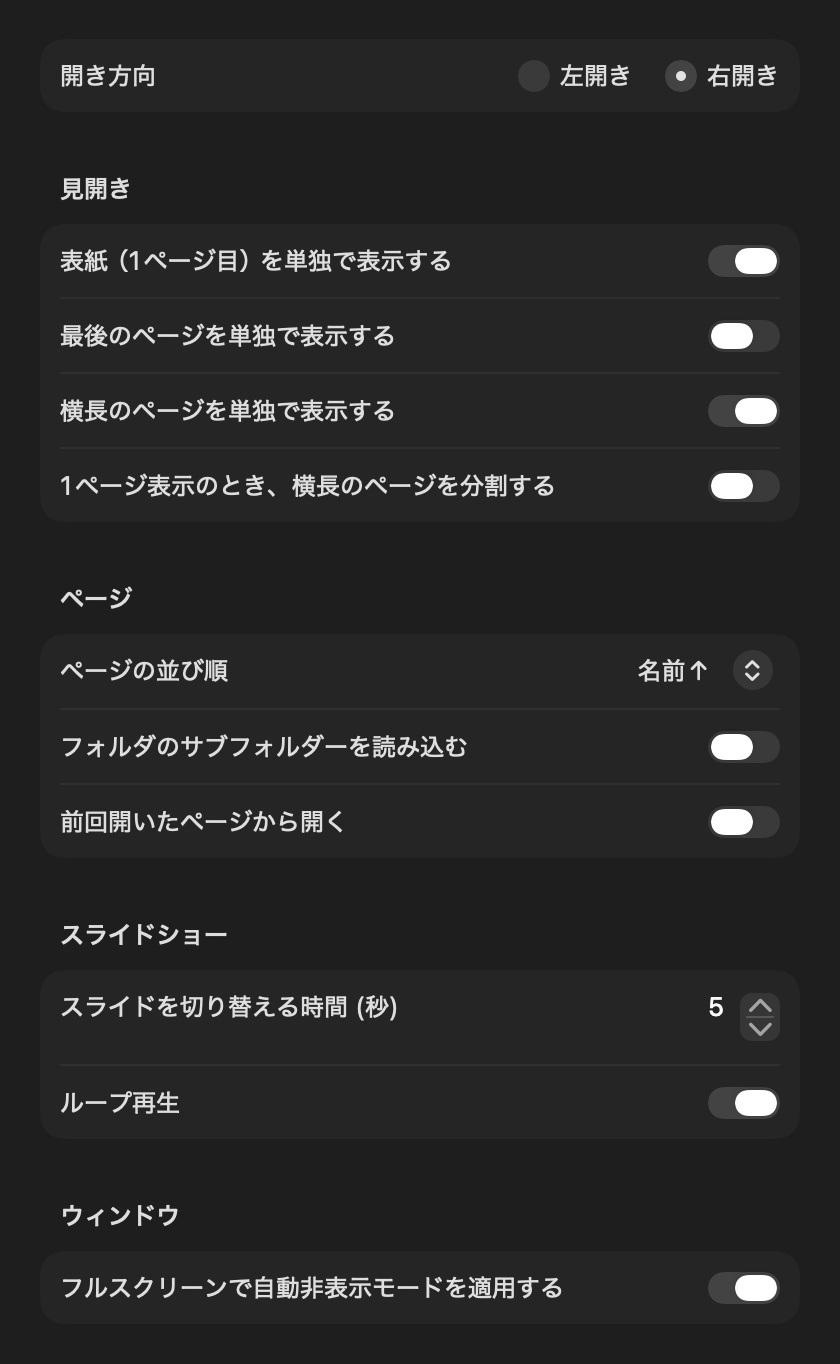 開き方向 左開き 右開き
見開き
表紙（1ページ目）を単独で表示する
最後のページを単独で表示する
横長のページを単独で表示する
1ページ表示のとき、横長のページを分割する
ページ
ページの並び順 名前↑
フォルダのサブフォルダーを読み込む
前回開いたページから開く
スライドショー
スライドを切り替える時間 (秒) 5
ループ再生
ウィンドウ
フルスクリーンで自動非表示モードを適用する